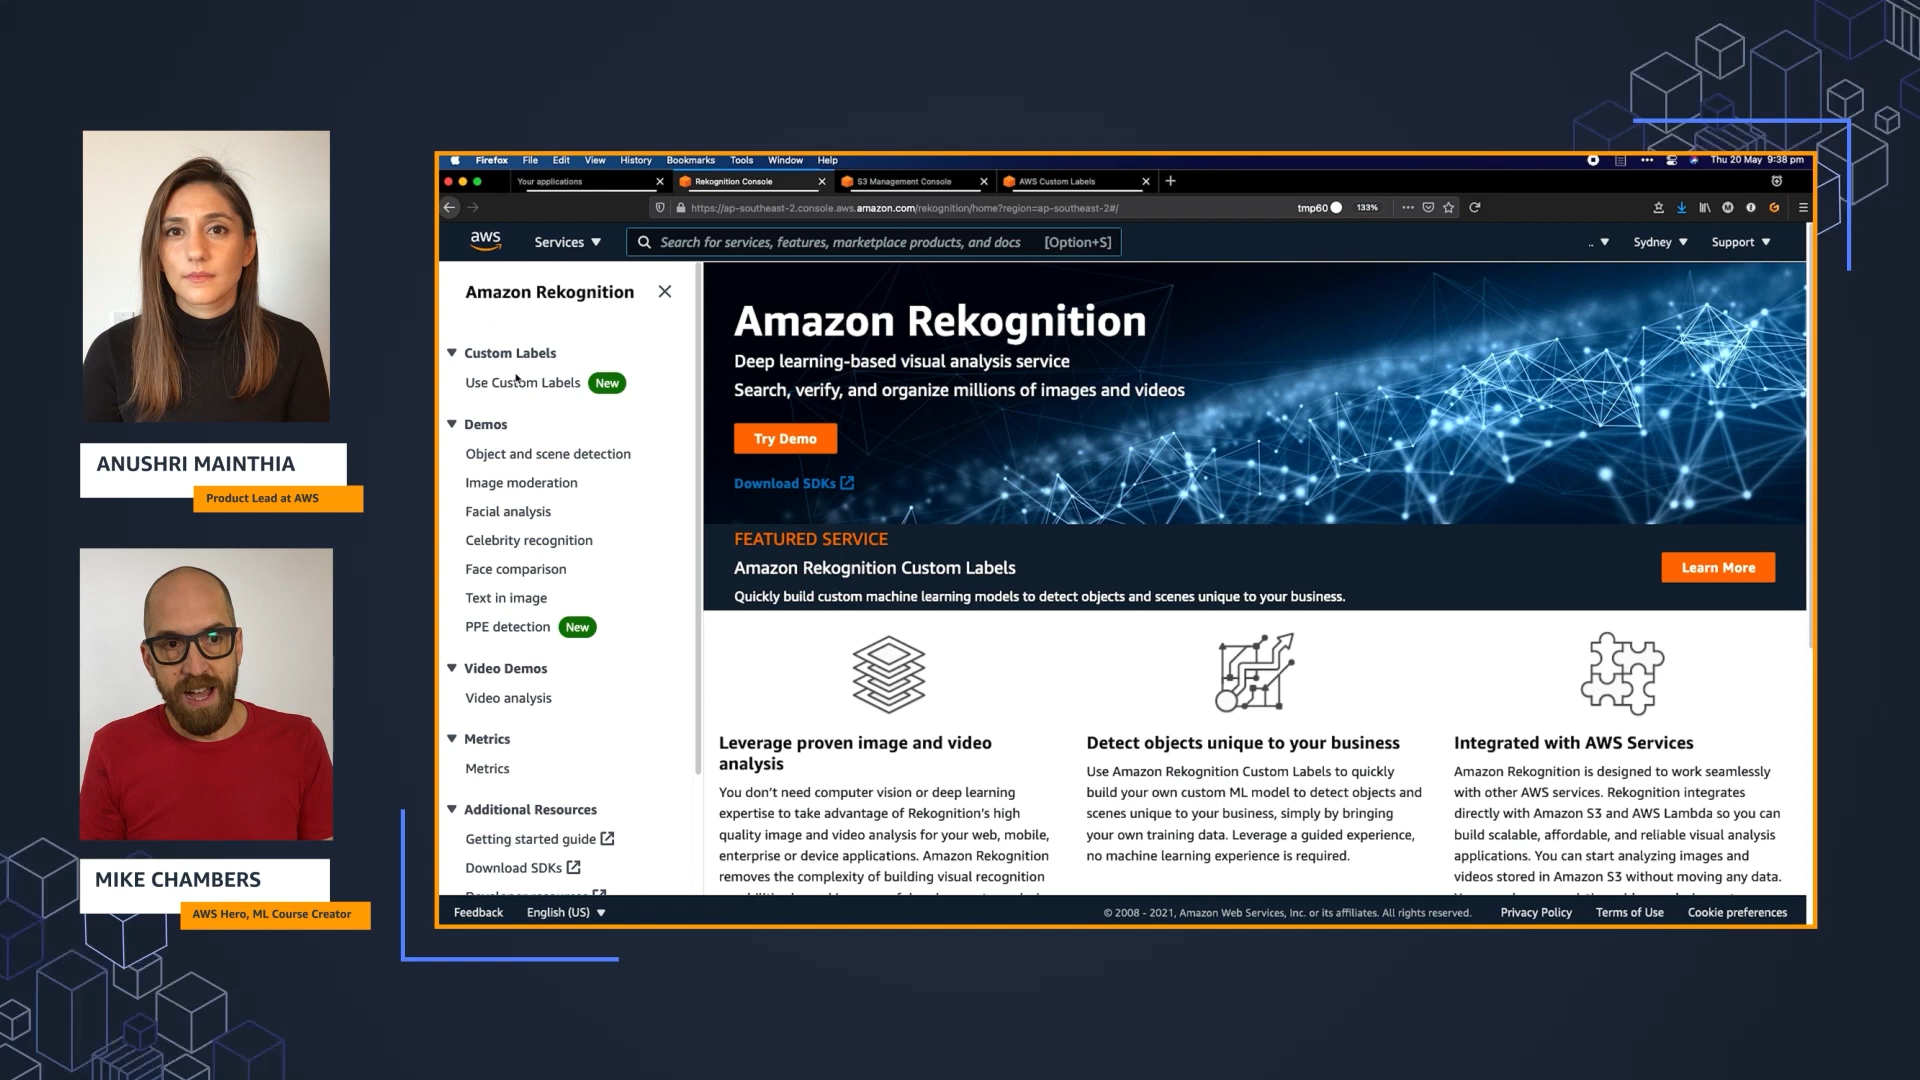 ANUSHRI MAINTHIA
Product Lead at AWS
MIKE CHAMBERS
AWS Hero, ML Course Creator
Firefox File Edit View History Bookmarks Tools Window Help
Thu 20 May 9:38 pm
Your applications
Rekognition Console
S3 Management Console
AWS Custom Labels
https://ap-southeast-2.console.aws.amazon.com/rekognition/home?region=ap-southeast-2#/
tmp60
133%
aws
Services
Search for services, features, marketplace products, and docs [Option+S]
..
Sydney
Support
Amazon Rekognition
Custom Labels
Use Custom Labels New
Demos
Object and scene detection
Image moderation
Facial analysis
Celebrity recognition
Face comparison
Text in image
PPE detection New
Video Demos
Video analysis
Metrics
Metrics
Additional Resources
Getting started guide
Download SDKs
Amazon Rekognition
Deep learning-based visual analysis service
Search, verify, and organize millions of images and videos
Try Demo
Download SDKs
FEATURED SERVICE
Amazon Rekognition Custom Labels
Quickly build custom machine learning models to detect objects and scenes unique to your business.
Learn More
Leverage proven image and video
analysis
You don't need computer vision or deep learning
expertise to take advantage of Rekognition's high
quality image and video analysis for your web, mobile,
enterprise or device applications. Amazon Rekognition
removes the complexity of building visual recognition
Detect objects unique to your business
Use Amazon Rekognition Custom Labels to quickly
build your own custom ML model to detect objects and
scenes unique to your business, simply by bringing
your own training data. Leverage a guided experience,
no machine learning experience is required.
Integrated with AWS Services
Amazon Rekognition is designed to work seamlessly
with other AWS services. Rekognition integrates
directly with Amazon S3 and AWS Lambda so you can
build scalable, affordable, and reliable visual analysis
applications. You can start analyzing images and
videos stored in Amazon S3 without moving any data.
Feedback
English (US)
© 2008 - 2021, Amazon Web Services, Inc. or its affiliates. All rights reserved.
Privacy Policy
Terms of Use
Cookie preferences